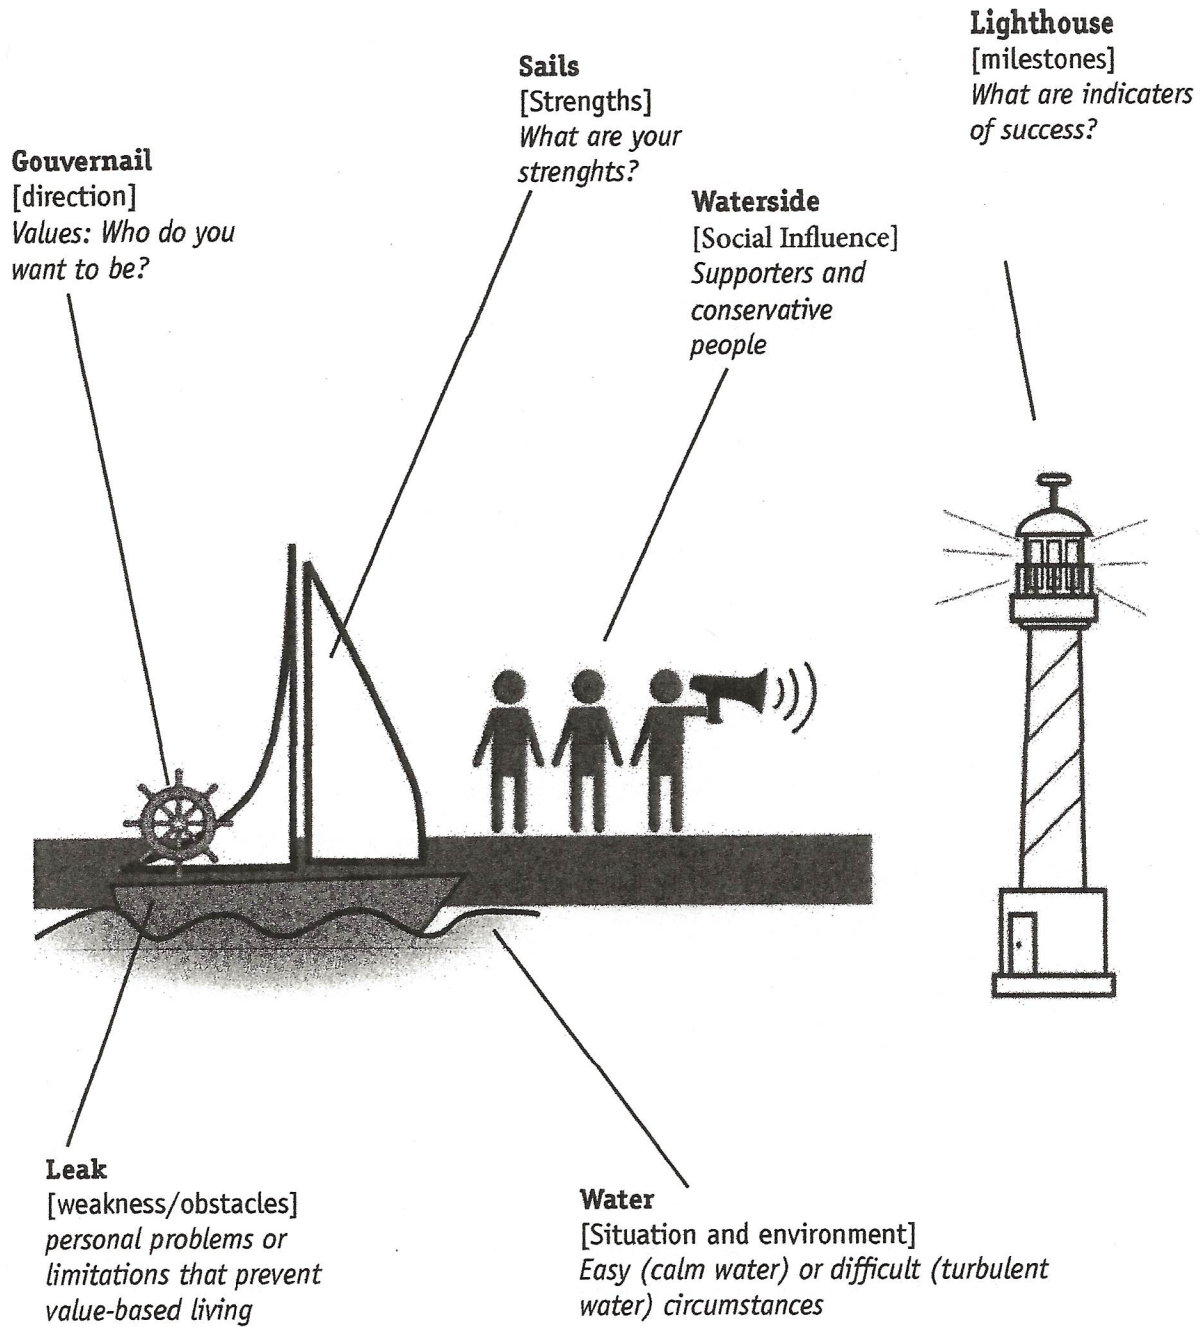 Lighthouse
[milestones]
What are indicaters
of success?
Sails
[Strengths]
What are your
strenghts?
Gouvernail
[direction]
Values: Who do you
want to be?
Waterside
[Social Influence]
Supporters and
conservative
people
Leak
[weakness/obstacles]
personal problems or
limitations that prevent
value-based living
Water
[Situation and environment]
Easy (calm water) or difficult (turbulent
water) circumstances